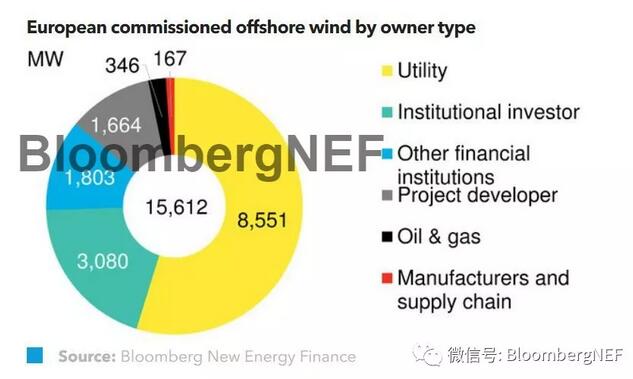 European commissioned offshore wind by owner type
MW
346
167
1,664
1,803
3,080
15,612
8,551
Utility
Institutional investor
Other financial
institutions
Project developer
Oil & gas
Manufacturers and
supply chain
BloombergNEF
Source: Bloomberg New Energy Finance
微信号: BloombergNEF